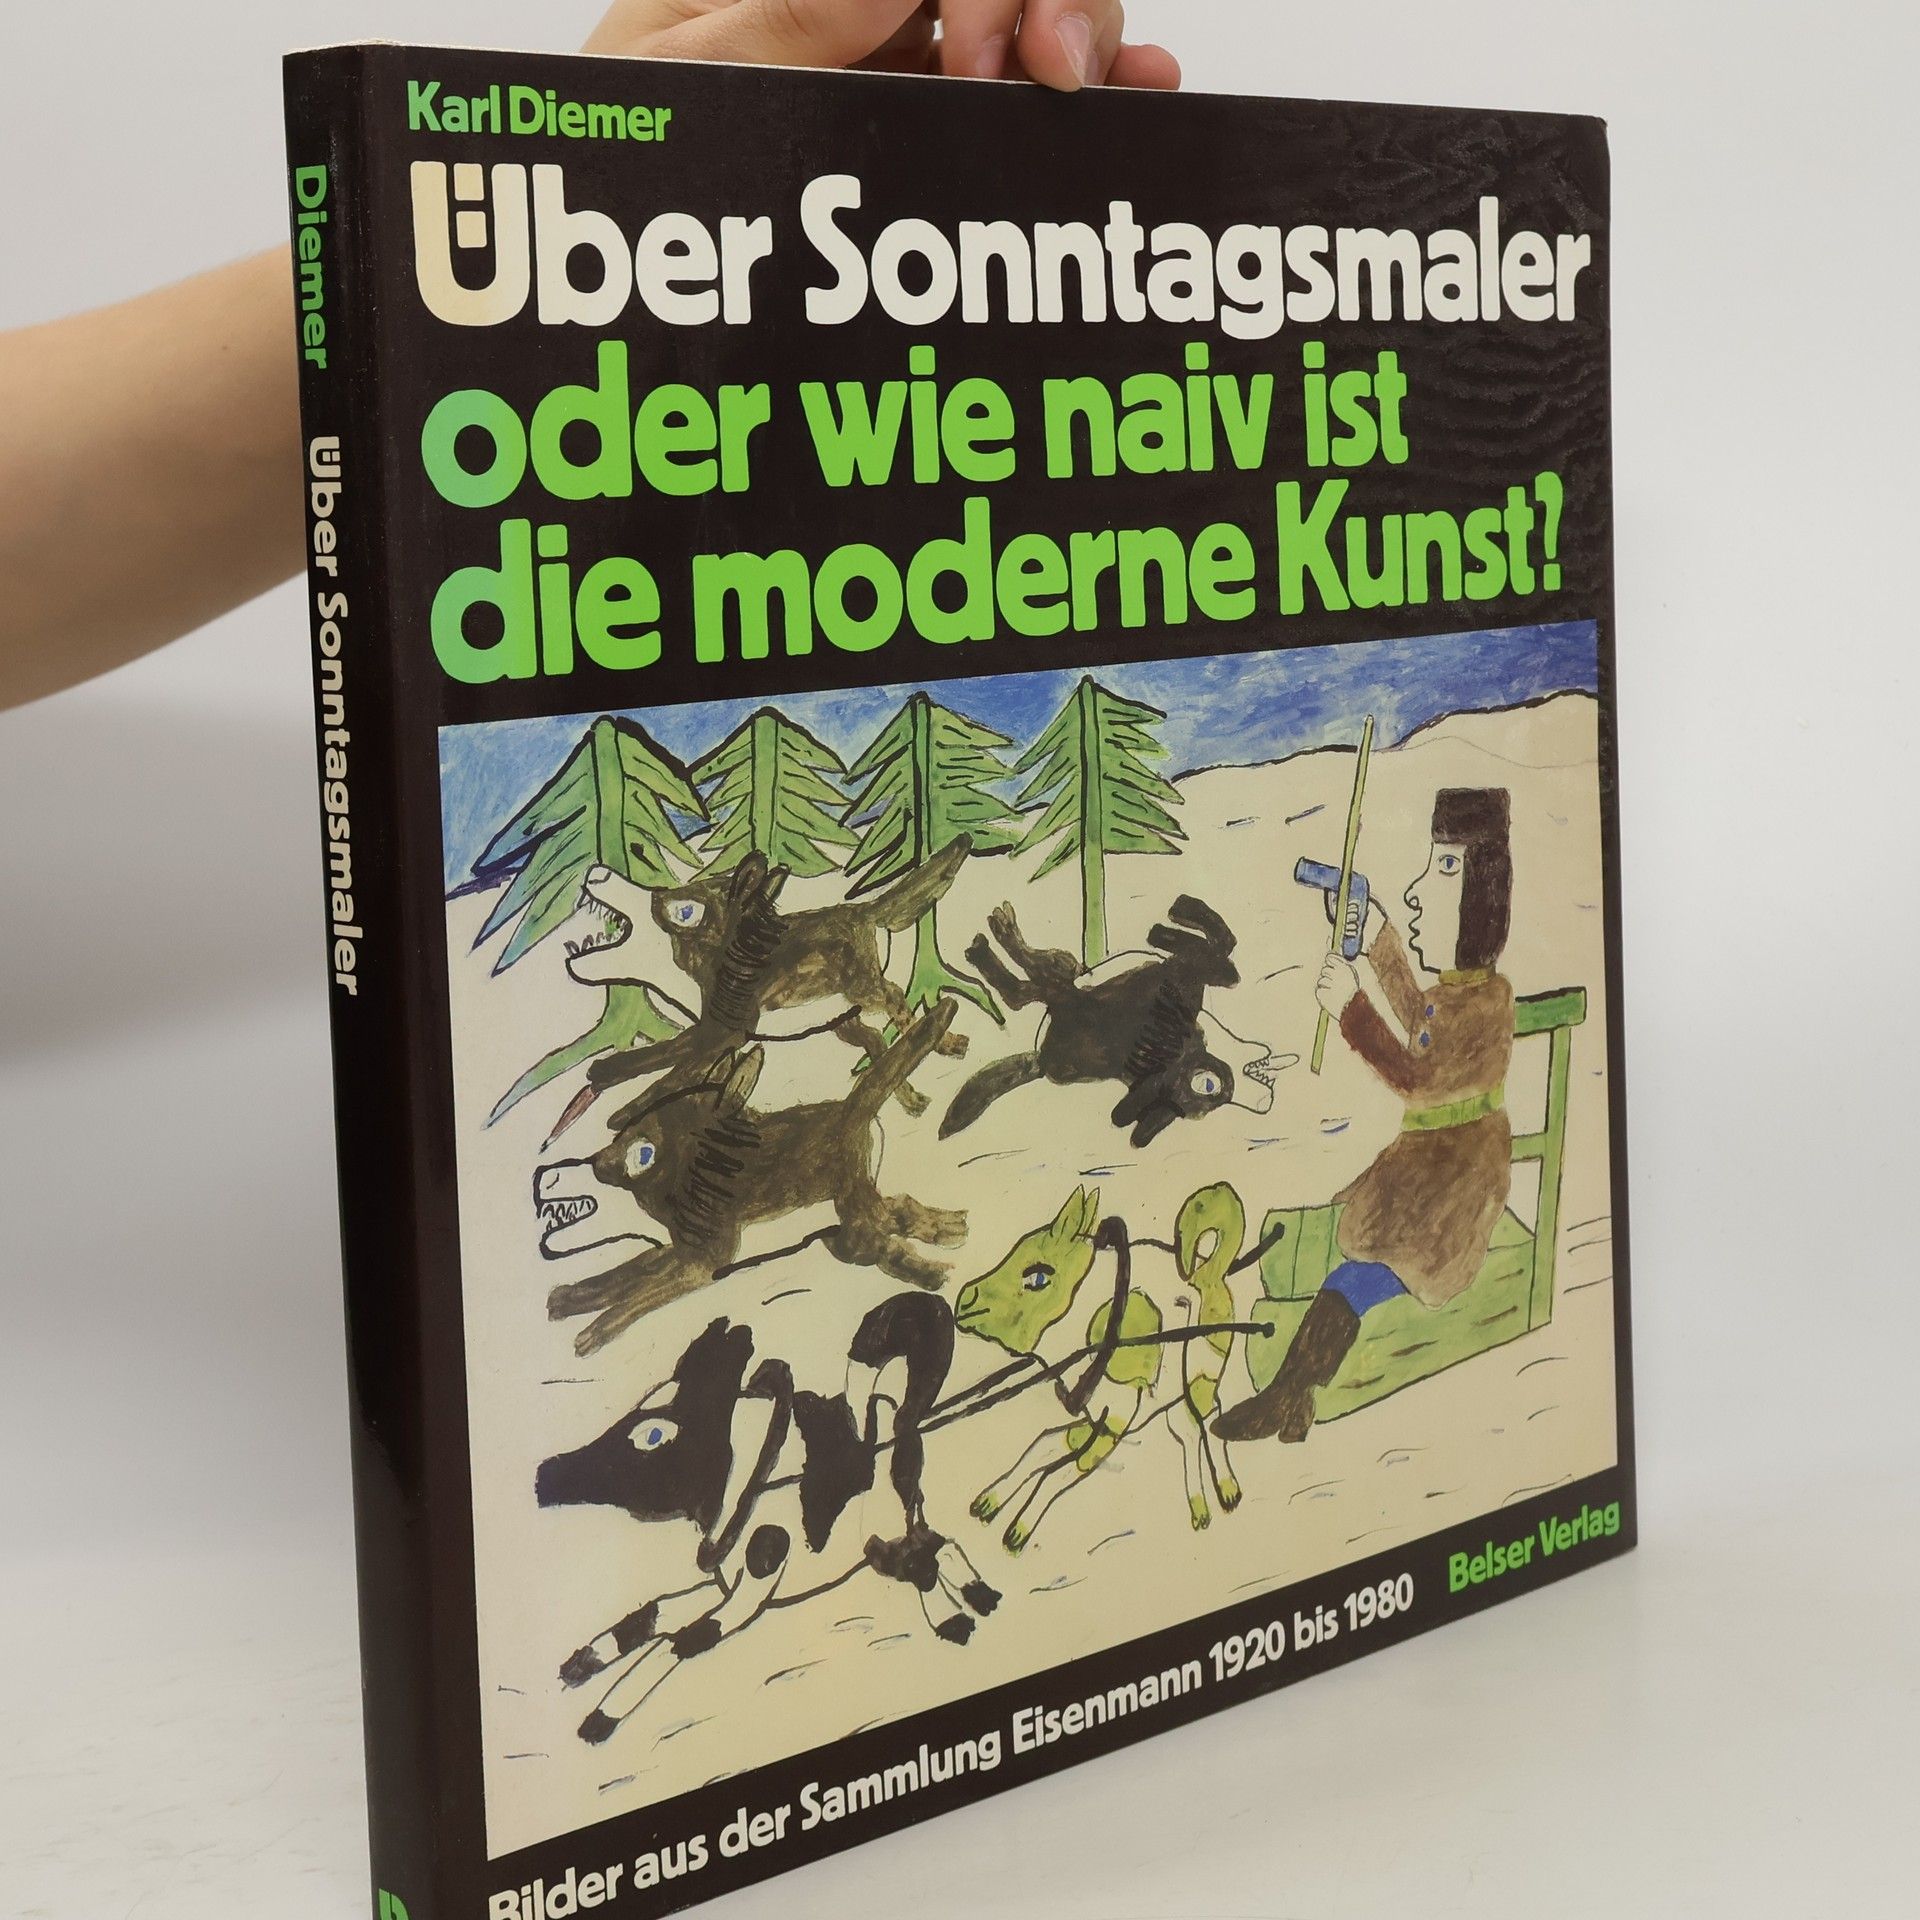 Karl Diemer
Über Sonntagsmaler
oder wie naiv ist
die moderne Kunst?
Bilder aus der Sammlung Eisenmann 1920 bis 1980
Belser Verlag
Diemer Über Sonntagsmaler
b